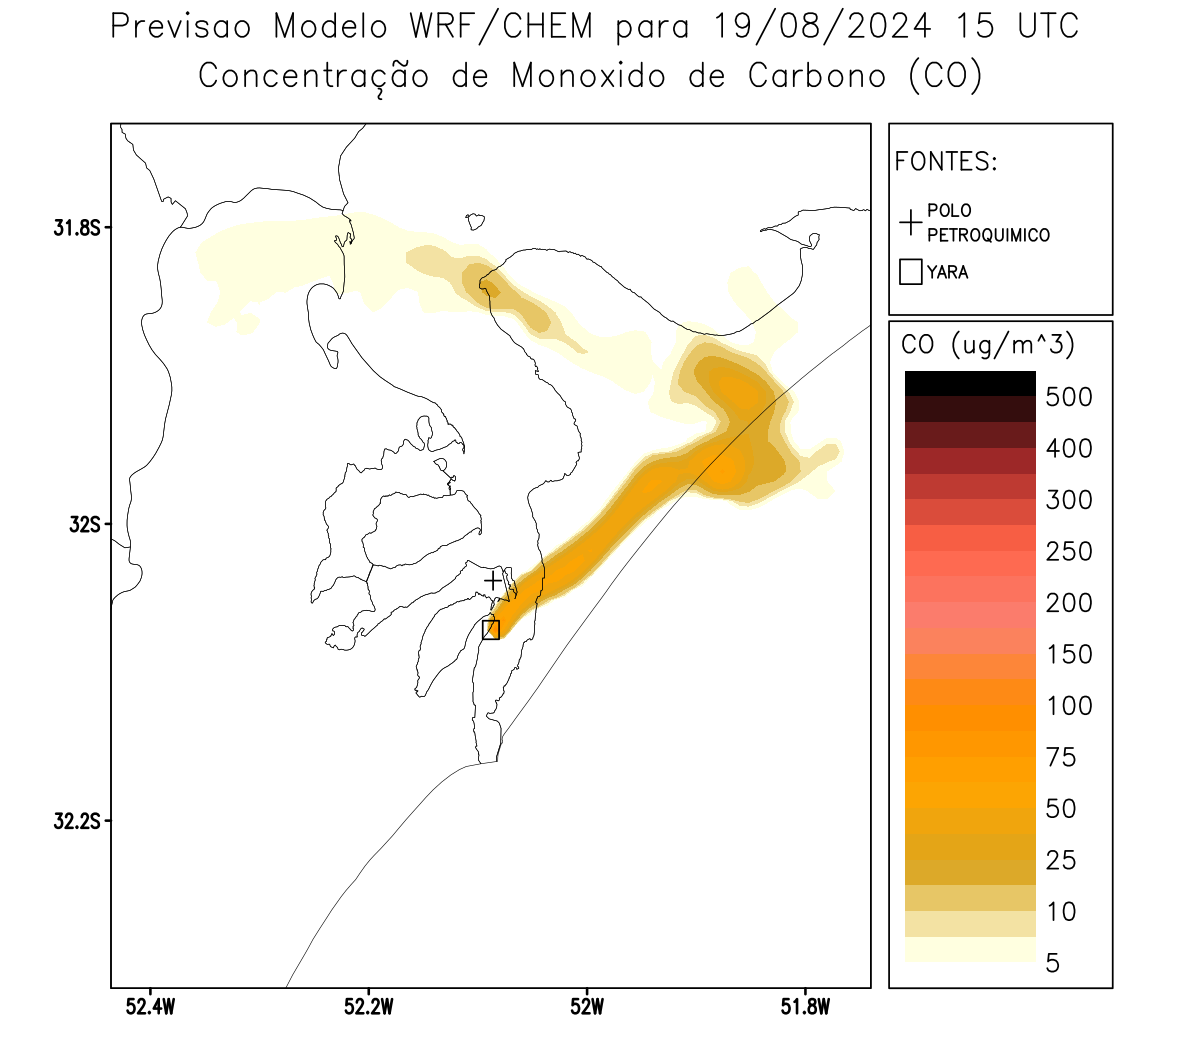 Previsao Modelo WRF/CHEM para 19/08/2024 15 UTC
Concentração de Monoxido de Carbono (CO)
FONTES:
POLO
PETROQUIMICO
YARA
CO (ug/m^3)
500
400
300
250
200
150
100
75
50
25
10
5
31.8S
32S
32.2S
52.4W
52.2W
52W
51.8W